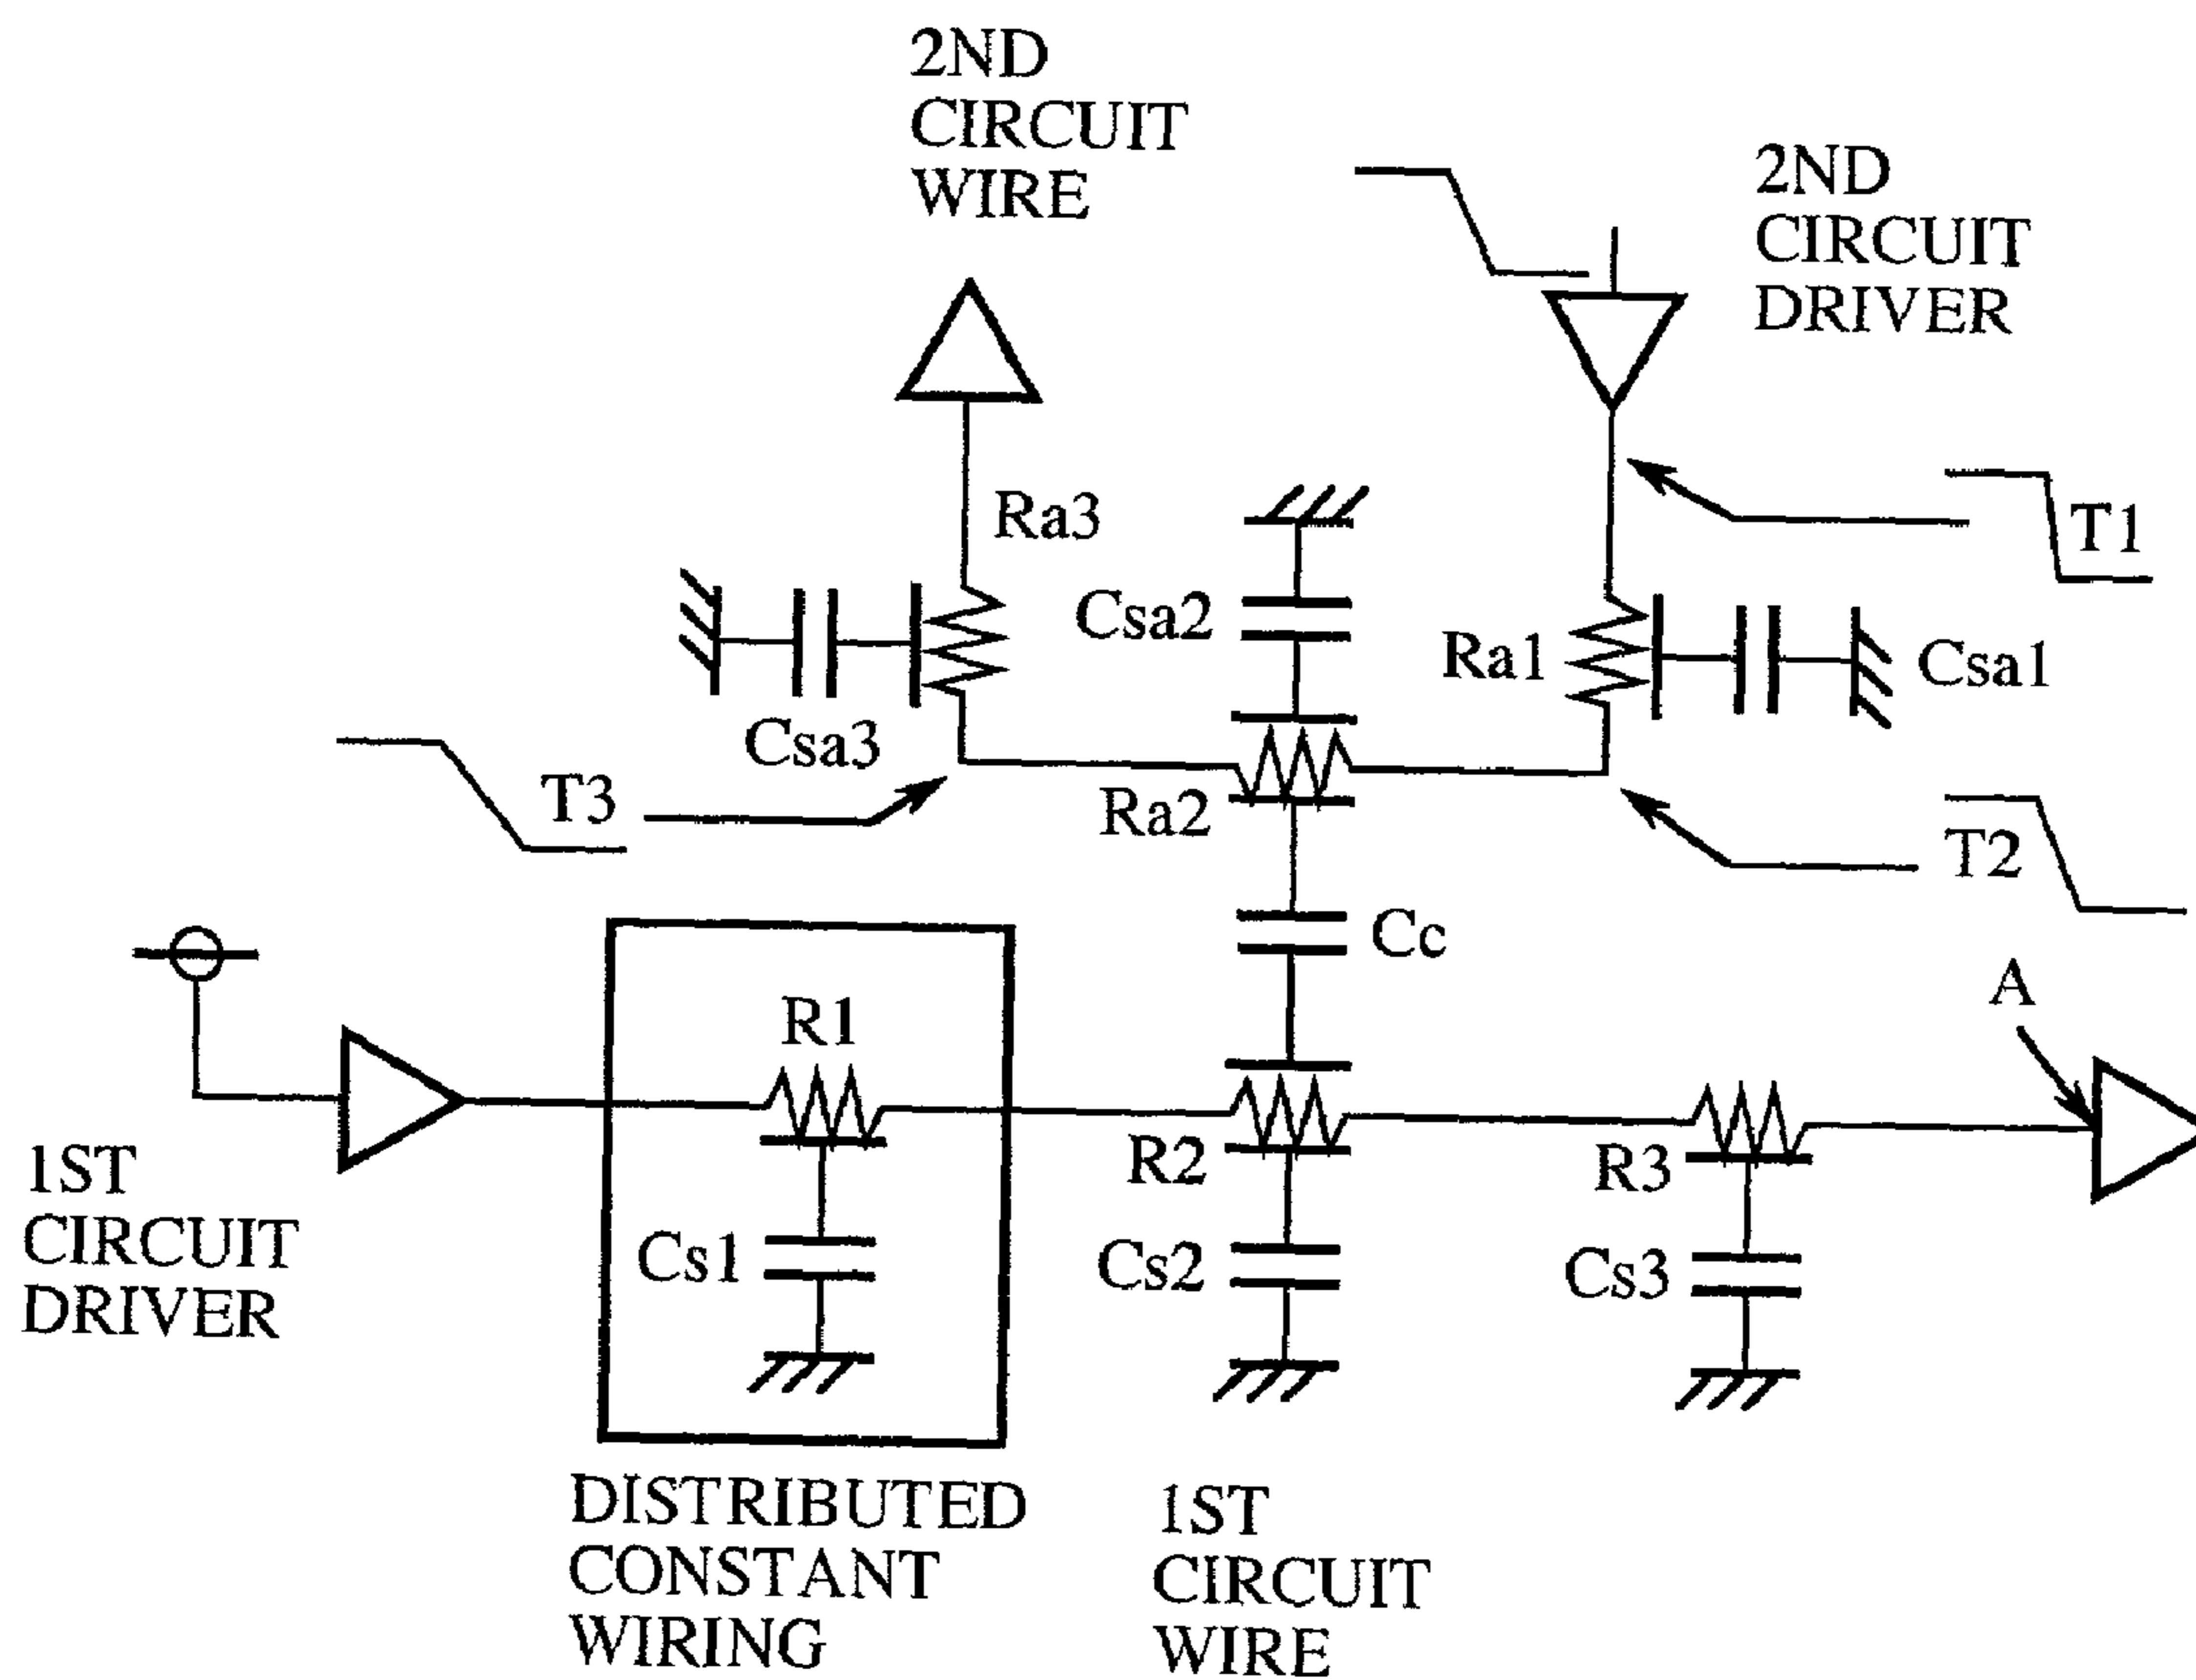 2ND
CIRCUIT
WIRE
2ND
CIRCUIT
DRIVER
Ra3
T1
Csa2
Ra1
Csa1
Csa3
T3
Ra2
T2
Cc
A
R1
R2
R3
1ST
CIRCUIT
DRIVER
Cs1
Cs2
Cs3
DISTRIBUTED
CONSTANT
WIRING
1ST
CIRCUIT
WIRE